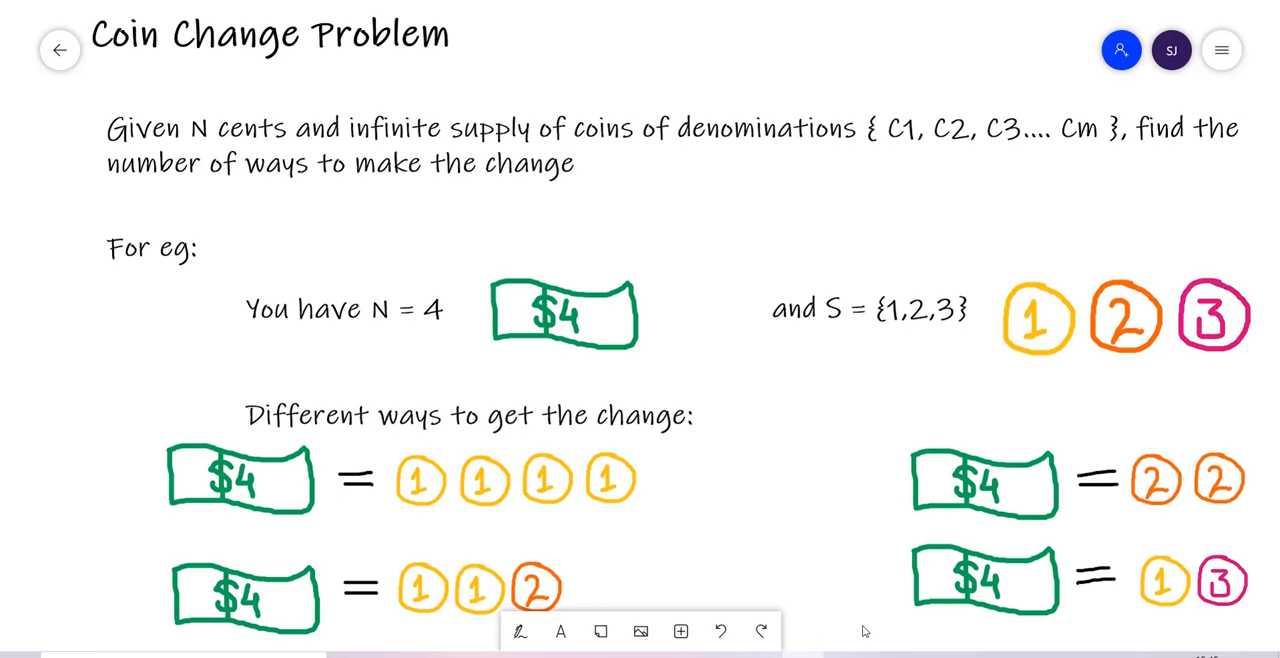 Coin Change Problem
SJ
Given N cents and infinite supply of coins of denominations { C1, C2, C3.... Cm }, find the
number of ways to make the change
For eg:
You have N = 4 $4 and S = {1,2,3} 1 2 3
Different ways to get the change:
$4 = 1 1 1 1
$4 = 2 2
$4 = 1 1 2
$4 = 1 3
A